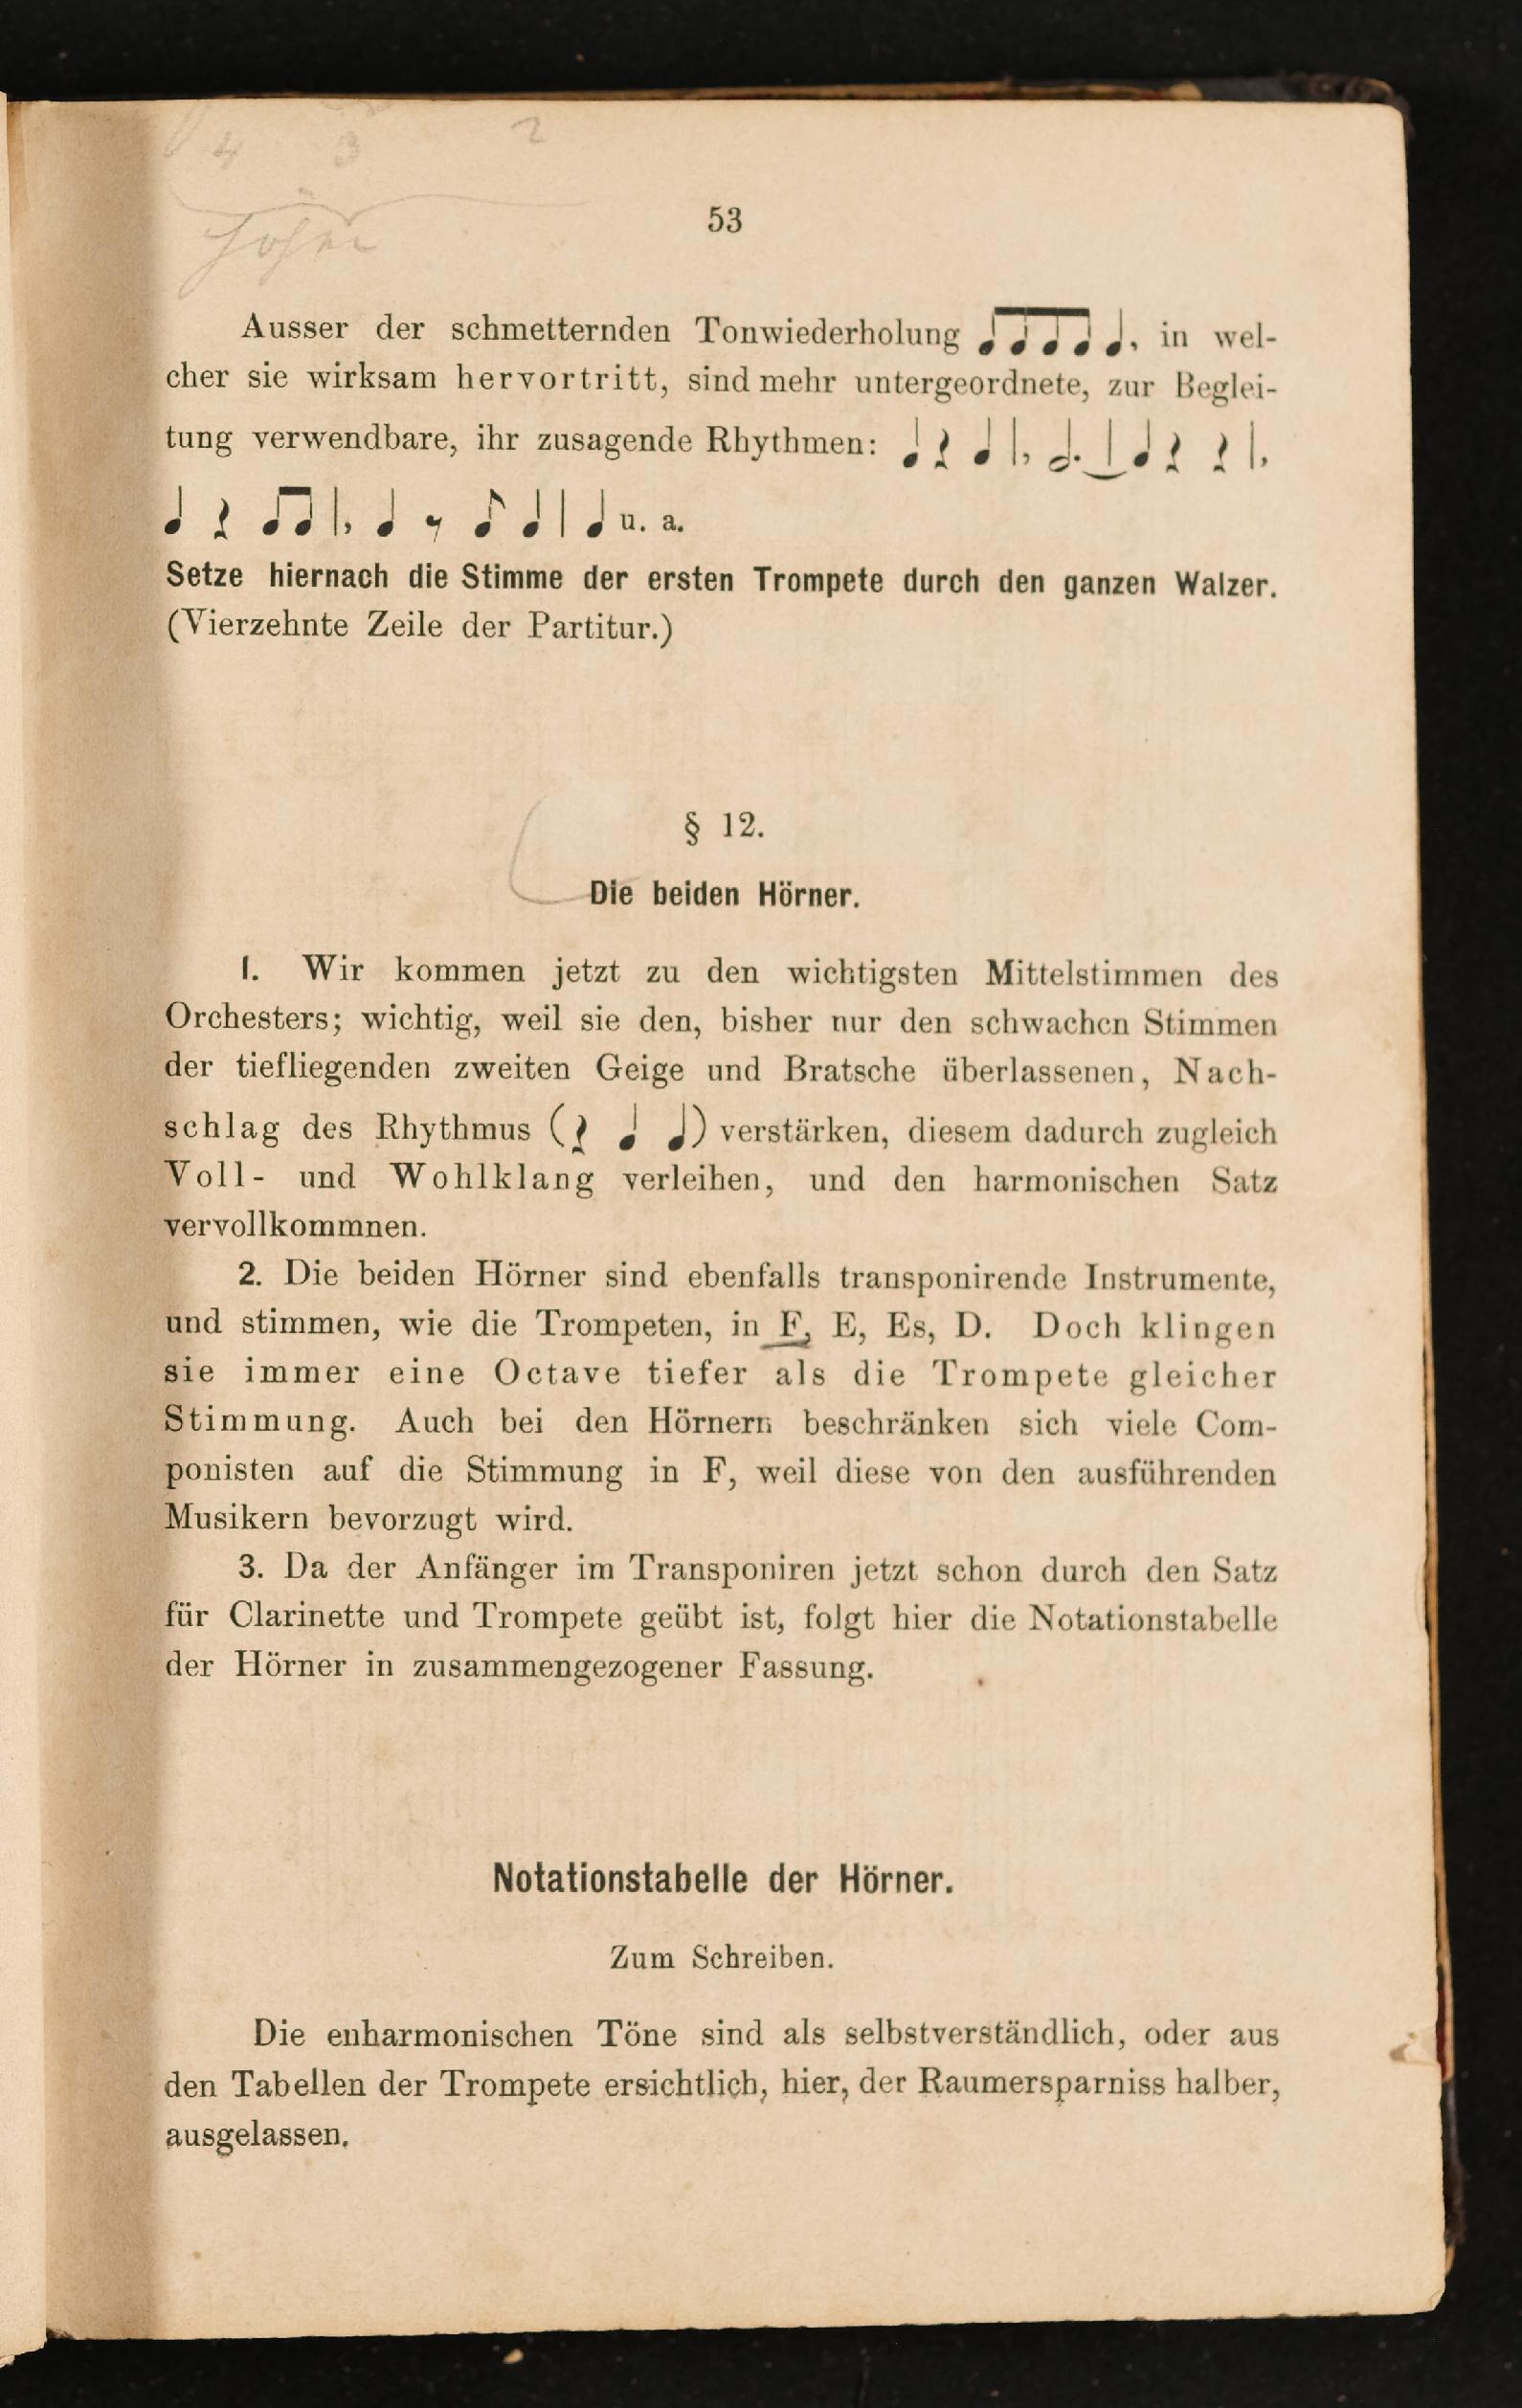 4 3 2
53
Ausser der schmetternden Tonwiederholung ♩♩♩♩ ♩, in wel-
cher sie wirksam hervortritt, sind mehr untergeordnete, zur Beglei-
tung verwendbare, ihr zusagende Rhythmen: ♩ 𝄽 ♩ |, 𝅗𝅥. | ♩ 𝄽 𝄽 |,
♩ 𝄽 ♫ |, ♩ 𝄾 ♪ ♩ | ♩ u. a.
Setze hiernach die Stimme der ersten Trompete durch den ganzen Walzer.
(Vierzehnte Zeile der Partitur.)
§ 12.
Die beiden Hörner.
1. Wir kommen jetzt zu den wichtigsten Mittelstimmen des
Orchesters; wichtig, weil sie den, bisher nur den schwachen Stimmen
der tiefliegenden zweiten Geige und Bratsche überlassenen, Nach-
schlag des Rhythmus (𝄽 ♩ ♩) verstärken, diesem dadurch zugleich
Voll- und Wohlklang verleihen, und den harmonischen Satz
vervollkommnen.
2. Die beiden Hörner sind ebenfalls transponirende Instrumente,
und stimmen, wie die Trompeten, in F, E, Es, D. Doch klingen
sie immer eine Octave tiefer als die Trompete gleicher
Stimmung. Auch bei den Hörnern beschränken sich viele Com-
ponisten auf die Stimmung in F, weil diese von den ausführenden
Musikern bevorzugt wird.
3. Da der Anfänger im Transponiren jetzt schon durch den Satz
für Clarinette und Trompete geübt ist, folgt hier die Notationstabelle
der Hörner in zusammengezogener Fassung.
Notationstabelle der Hörner.
Zum Schreiben.
Die enharmonischen Töne sind als selbstverständlich, oder aus
den Tabellen der Trompete ersichtlich, hier, der Raumersparniss halber,
ausgelassen.